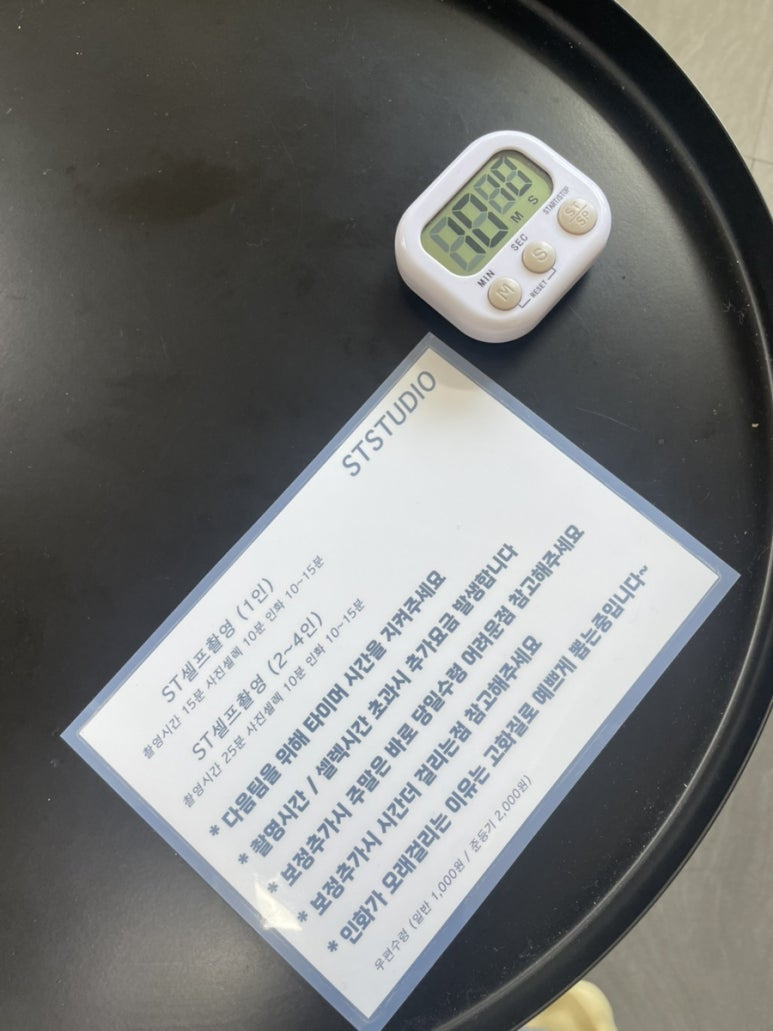 10 00
M S
MIN
SEC
START/STOP
M
S
ST
SP
RESET
STSTUDIO
ST셀프촬영 (1인)
촬영시간 15분 사진셀렉 10분 인화 10~15분
ST셀프촬영 (2~4인)
촬영시간 25분 사진셀렉 10분 인화 10~15분
* 다음팀을 위해 타이머 시간을 지켜주세요
* 촬영시간 / 셀렉시간 초과시 추가요금 발생합니다
* 보정추가시 주말은 바로 당일수령 어려운점 참고해주세요
* 보정추가시 시간더 걸리는점 참고해주세요
* 인화가 오래걸리는 이유는 고화질로 예쁘게 뽑는중입니다~
우편수령 (일반 1,000원 / 준등기 2,000원)